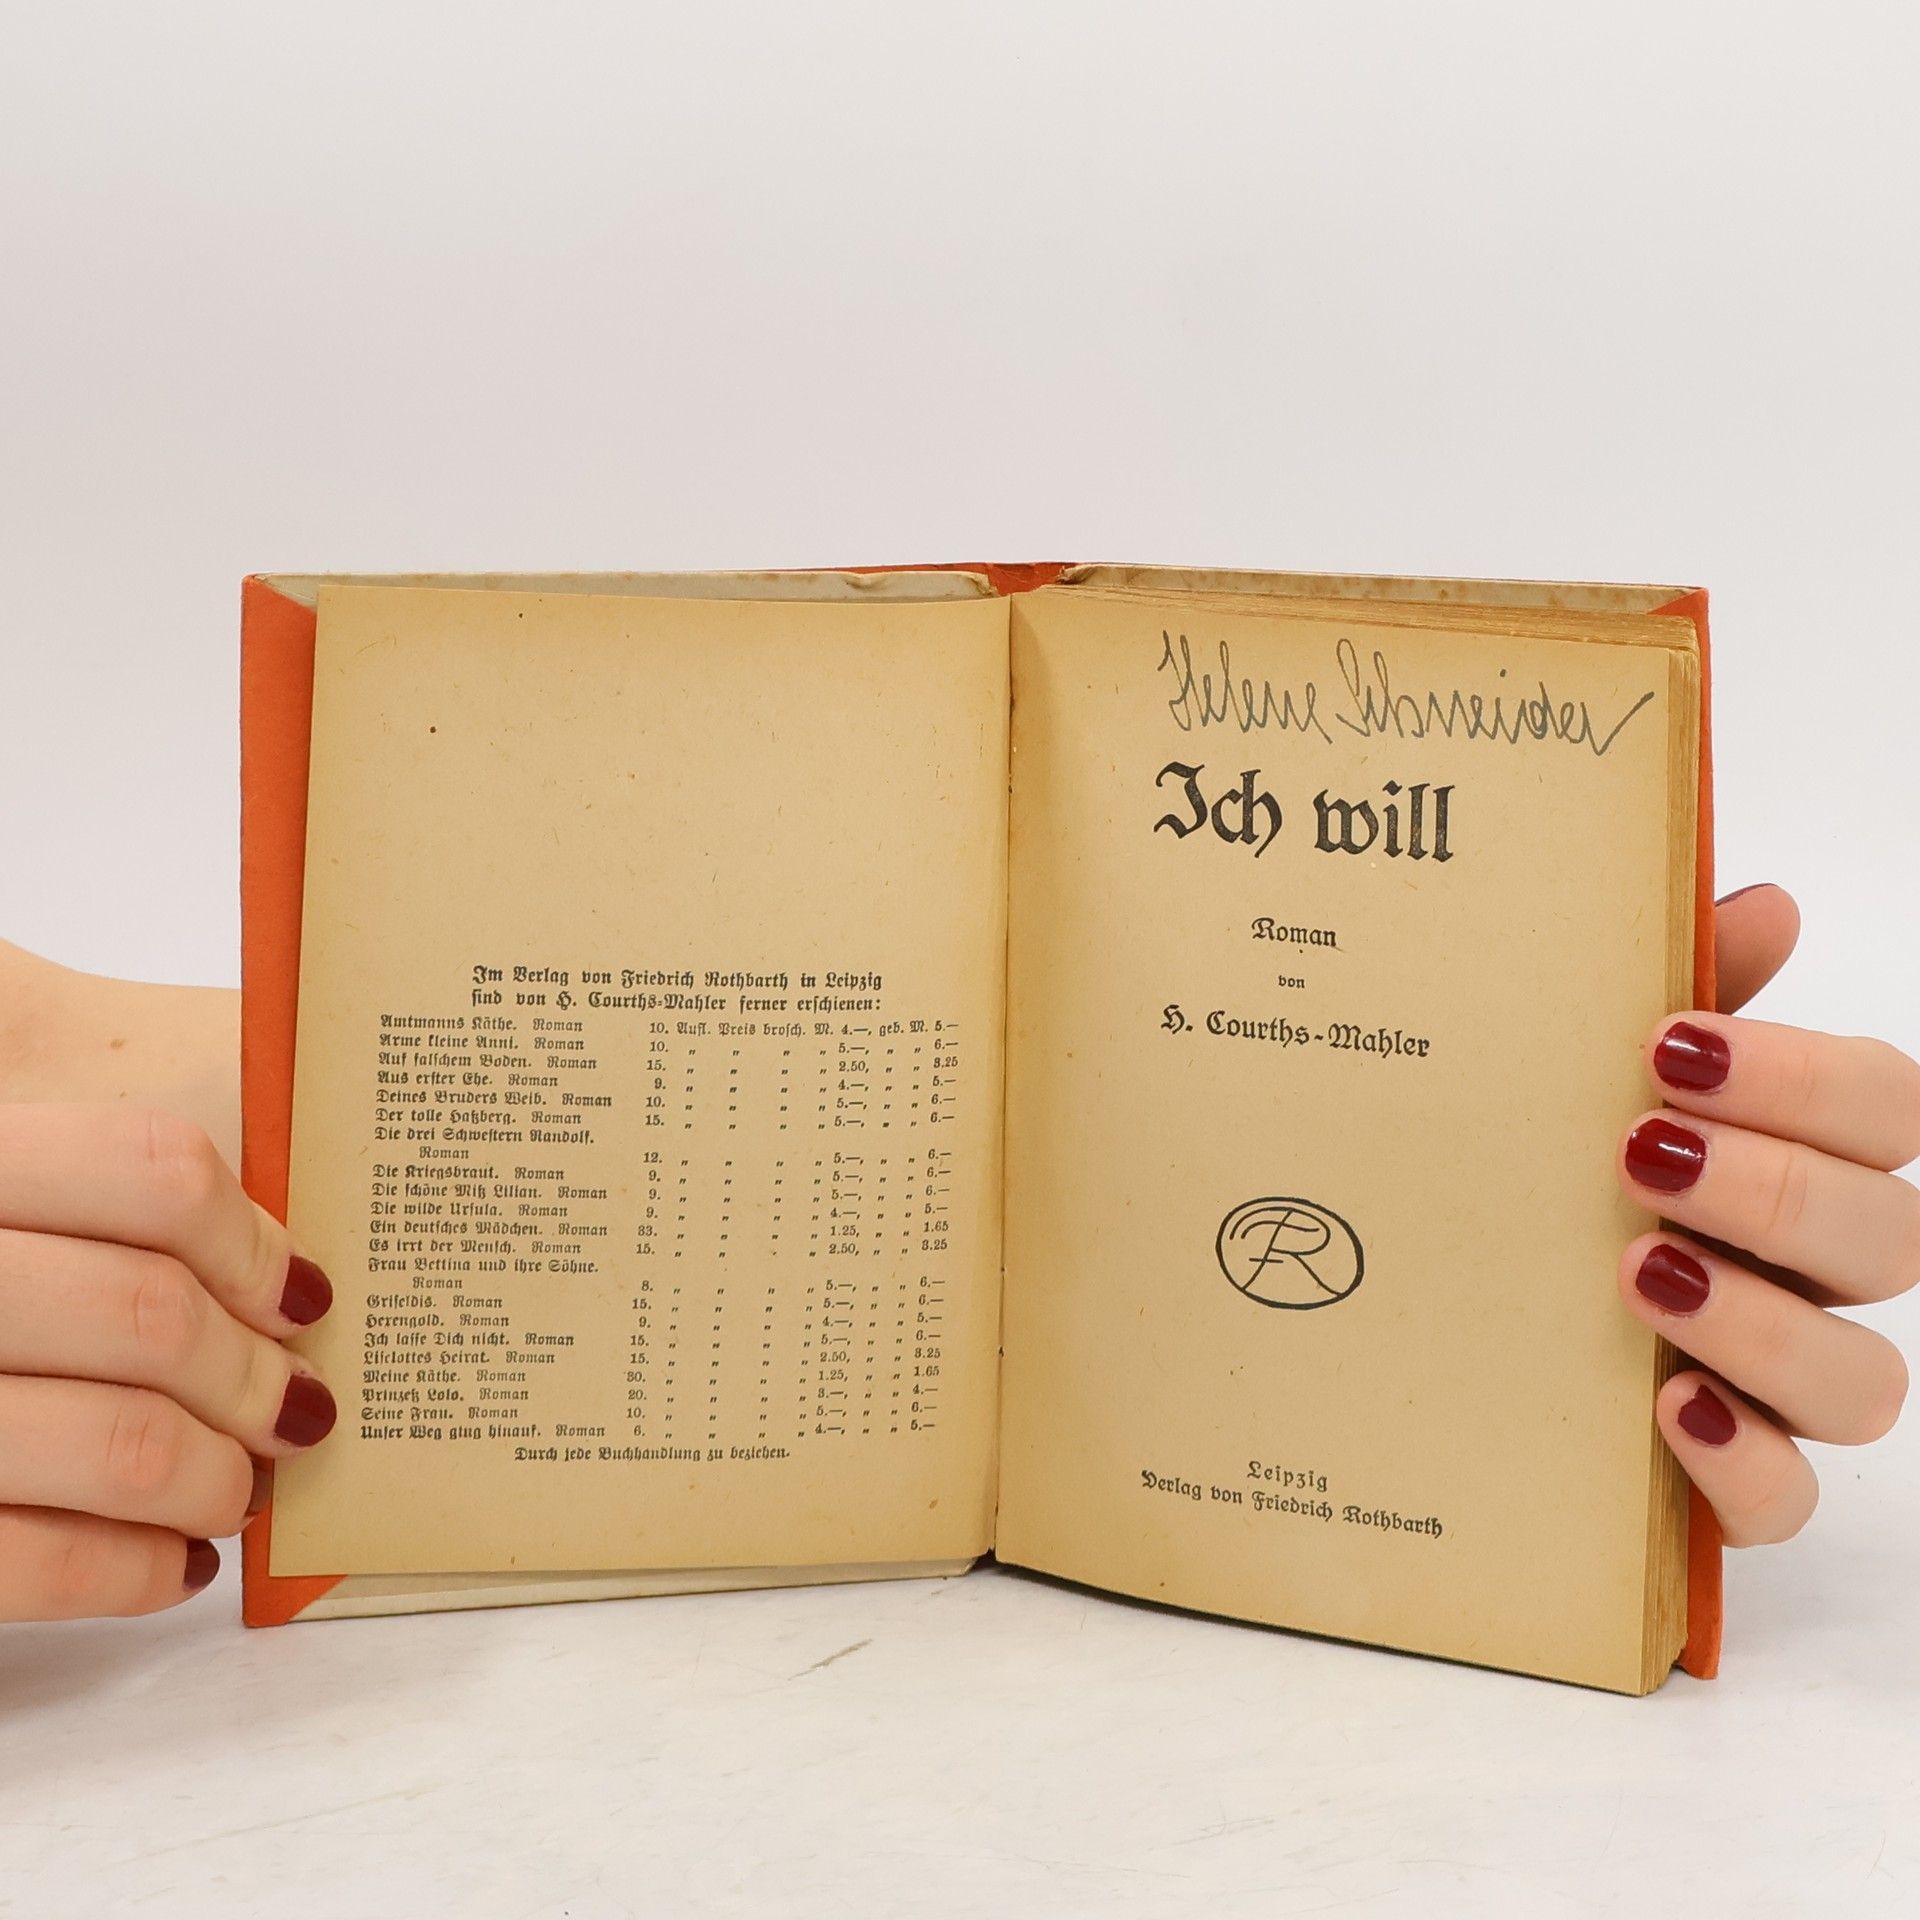 Im Verlag von Friedrich Rothbarth in Leipzig
sind von H. Courths-Mahler ferner erschienen:
Amtmanns Käthe. Roman 10. Aufl. Preis brosch. M. 4.—, geb. M. 5.—
Arme kleine Anni. Roman 10. „ „ „ „ 5.—, „ „ 6.—
Auf falschem Boden. Roman 15. „ „ „ „ 2.50, „ „ 3.25
Aus erster Ehe. Roman 9. „ „ „ „ 4.—, „ „ 5.—
Deines Bruders Weib. Roman 10. „ „ „ „ 5.—, „ „ 6.—
Der tolle Haßberg. Roman 15. „ „ „ „ 5.—, „ „ 6.—
Die drei Schwestern Randolf.
Roman 12. „ „ „ „ 5.—, „ „ 6.—
Die Kriegsbraut. Roman 9. „ „ „ „ 5.—, „ „ 6.—
Die schöne Miß Lilian. Roman 9. „ „ „ „ 5.—, „ „ 6.—
Die wilde Ursula. Roman 9. „ „ „ „ 4.—, „ „ 5.—
Ein deutsches Mädchen. Roman 33. „ „ „ „ 1.25, „ „ 1.65
Es irrt der Mensch. Roman 15. „ „ „ „ 2.50, „ „ 3.25
Frau Bettina und ihre Söhne.
Roman 8. „ „ „ „ 5.—, „ „ 6.—
Griseldis. Roman 15. „ „ „ „ 5.—, „ „ 6.—
Hexengold. Roman 9. „ „ „ „ 4.—, „ „ 5.—
Ich lasse Dich nicht. Roman 15. „ „ „ „ 5.—, „ „ 6.—
Liselottes Heirat. Roman 15. „ „ „ „ 2.50, „ „ 3.25
Meine Käthe. Roman 30. „ „ „ „ 1.25, „ „ 1.65
Prinzeß Lolo. Roman 20. „ „ „ „ 3.—, „ „ 4.—
Seine Frau. Roman 10. „ „ „ „ 5.—, „ „ 6.—
Unser Weg ging hinauf. Roman 6. „ „ „ „ 4.—, „ „ 5.—
Durch jede Buchhandlung zu beziehen.
Helene Schneider
Ich will
Roman
von
H. Courths-Mahler
FR
Leipzig
Verlag von Friedrich Rothbarth